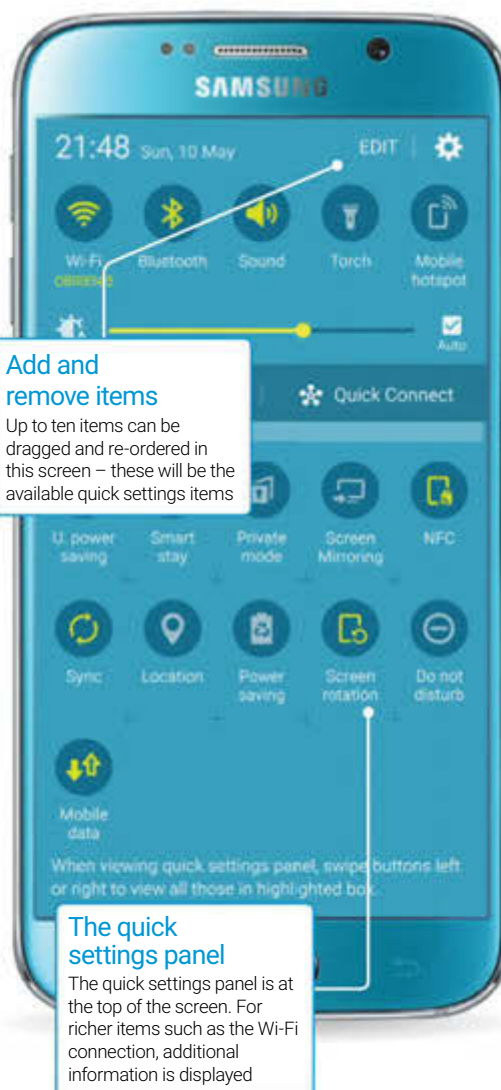 SAMSUNG
21:48 Sun, 10 May EDIT
Wi-Fi Bluetooth Sound Torch Mobile
hotspot
Auto
Add and
remove items
Up to ten items can be
dragged and re-ordered in
this screen – these will be the
available quick settings items
Quick Connect
U. power Smart Private Screen NFC
saving stay mode Mirroring
Sync Location Power Screen Do not
saving rotation disturb
Mobile
data
When viewing quick settings panel, swipe buttons left
or right to view all those in highlighted box.
The quick
settings panel
The quick settings panel is at
the top of the screen. For
richer items such as the Wi-Fi
connection, additional
information is displayed